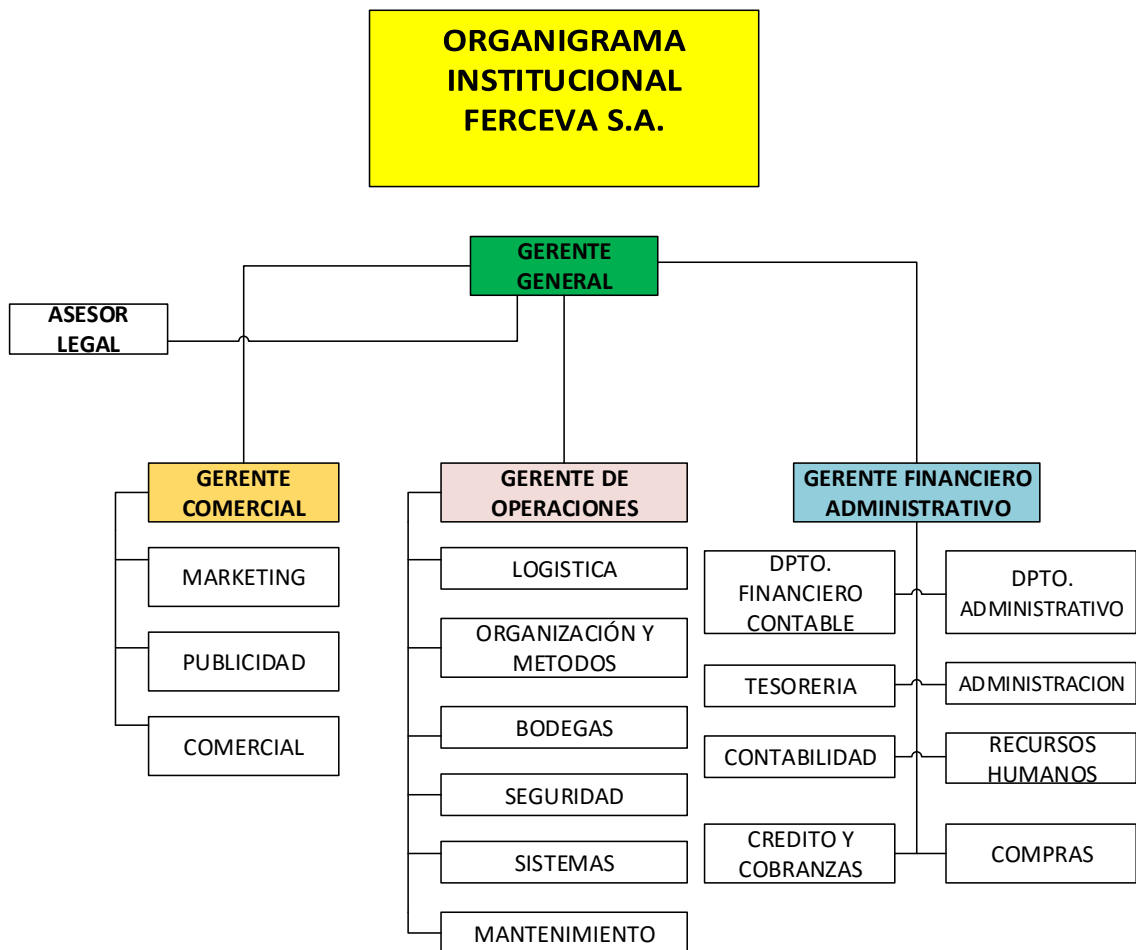 ORGANIGRAMA
INSTITUCIONAL
FERCEVA S.A.
GERENTE
GENERAL
ASESOR
LEGAL
GERENTE
COMERCIAL
MARKETING
PUBLICIDAD
COMERCIAL
GERENTE DE
OPERACIONES
LOGISTICA
ORGANIZACIÓN Y
METODOS
BODEGAS
SEGURIDAD
SISTEMAS
MANTENIMIENTO
GERENTE FINANCIERO
ADMINISTRATIVO
DPTO.
FINANCIERO
CONTABLE
DPTO.
ADMINISTRATIVO
TESORERIA
ADMINISTRACION
CONTABILIDAD
RECURSOS
HUMANOS
CREDITO Y
COBRANZAS
COMPRAS